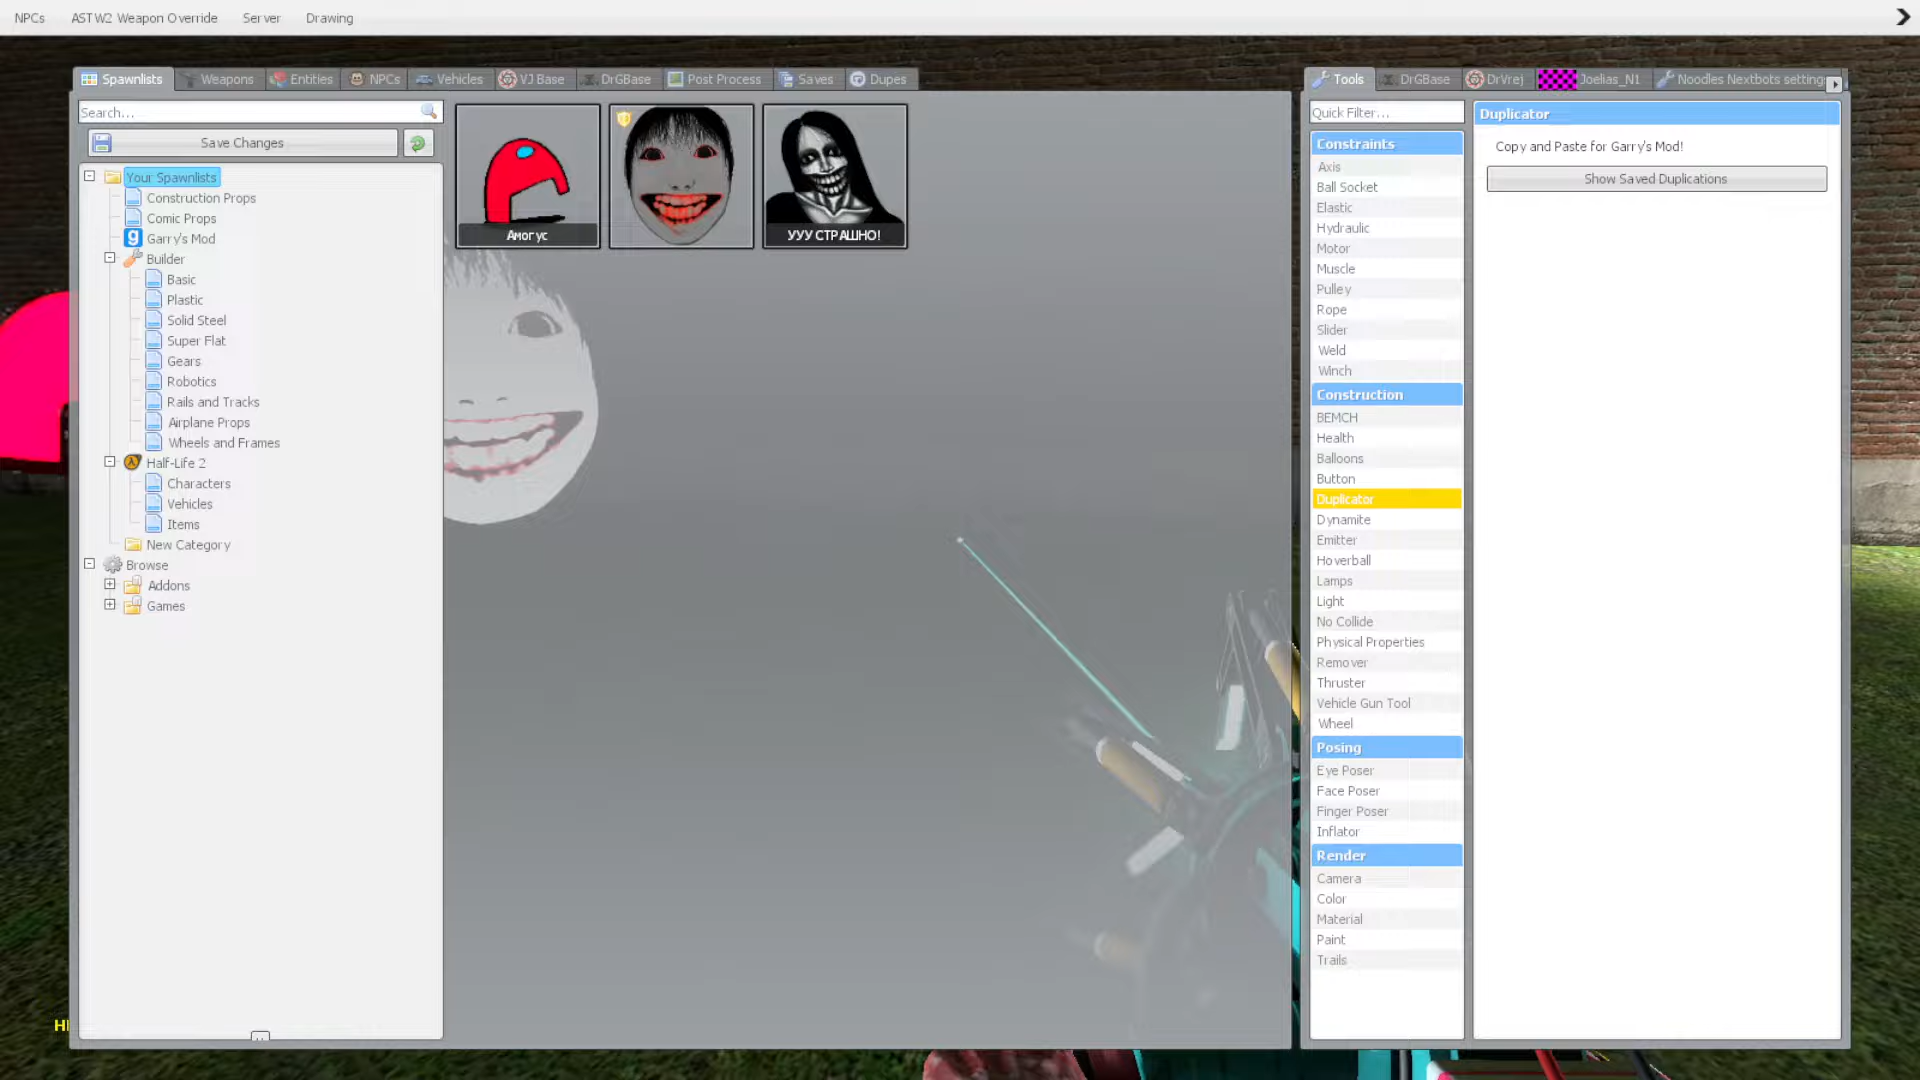 NPCs
ASTW2 Weapon Override
Server
Drawing
Spawnlists
Weapons
Entities
NPCs
Vehicles
VJ Base
DrGBase
Post Process
Saves
Dupes
Search...
Save Changes
Your Spawnlists
Construction Props
Comic Props
Garry's Mod
Builder
Basic
Plastic
Solid Steel
Super Flat
Gears
Robotics
Rails and Tracks
Airplane Props
Wheels and Frames
Half-Life 2
Characters
Vehicles
Items
New Category
Browse
Addons
Games
Амогус
УУУ СТРАШНО!
Tools
DrGBase
DrVrej
Joelias_N1
Noodles Nextbots setting
Quick Filter...
Constraints
Axis
Ball Socket
Elastic
Hydraulic
Motor
Muscle
Pulley
Rope
Slider
Weld
Winch
Construction
BEMCH
Health
Balloons
Button
Duplicator
Dynamite
Emitter
Hoverball
Lamps
Light
No Collide
Physical Properties
Remover
Thruster
Vehicle Gun Tool
Wheel
Posing
Eye Poser
Face Poser
Finger Poser
Inflator
Render
Camera
Color
Material
Paint
Trails
Duplicator
Copy and Paste for Garry's Mod!
Show Saved Duplications